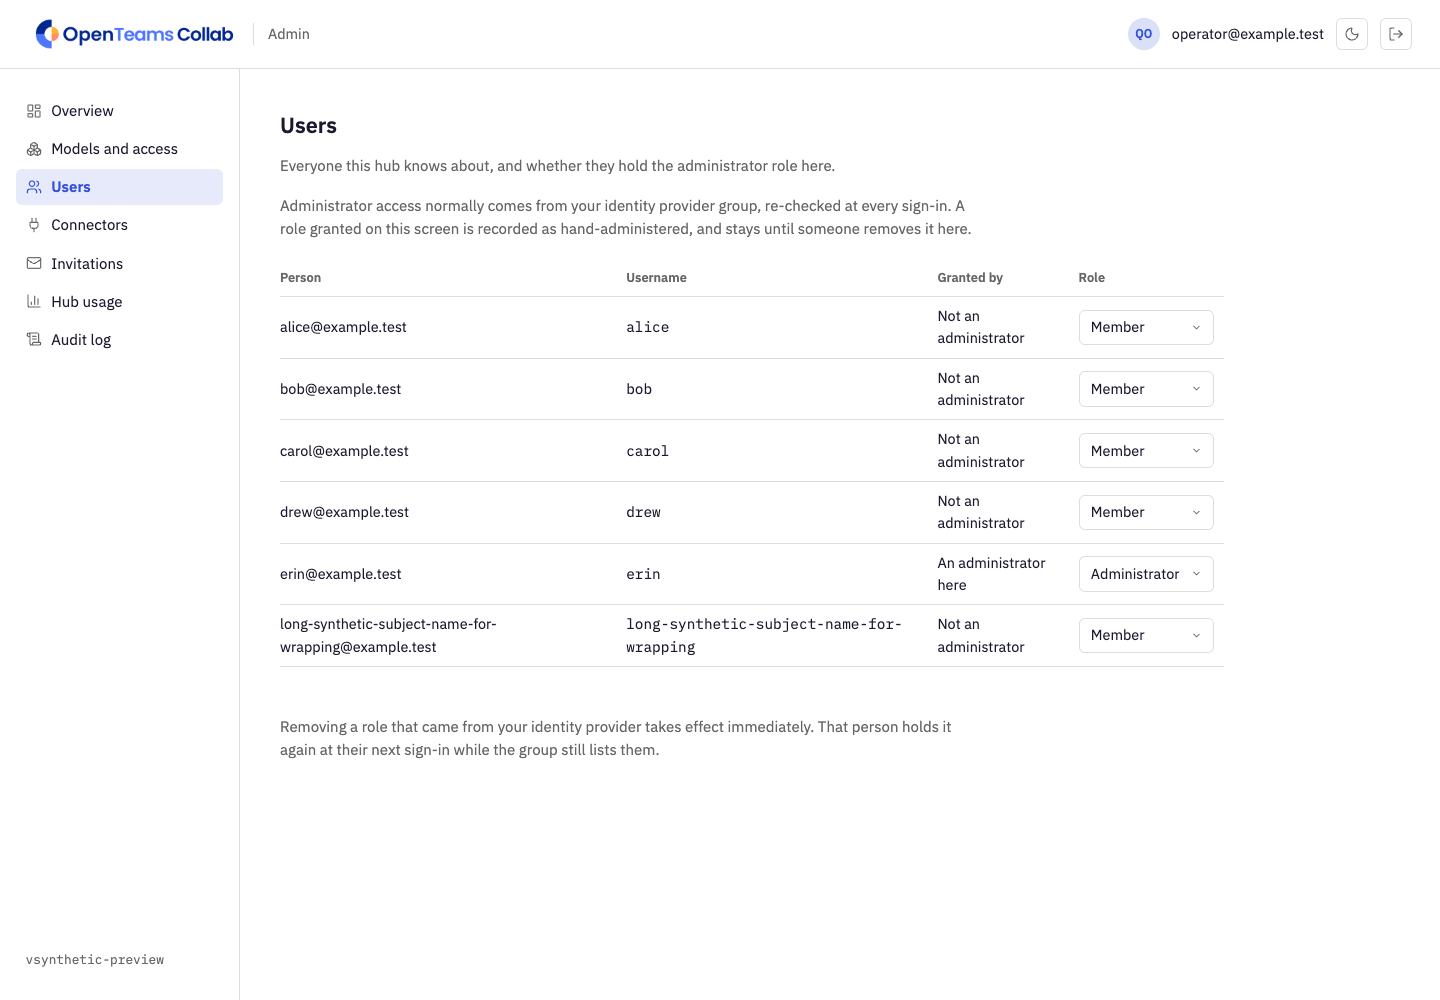 OpenTeams Collab
Admin
QO
operator@example.test
Overview
Models and access
Users
Connectors
Invitations
Hub usage
Audit log
vsynthetic-preview
Users
Everyone this hub knows about, and whether they hold the administrator role here.
Administrator access normally comes from your identity provider group, re-checked at every sign-in. A
role granted on this screen is recorded as hand-administered, and stays until someone removes it here.
Person Username Granted by Role
alice@example.test alice Not an
administrator Member
bob@example.test bob Not an
administrator Member
carol@example.test carol Not an
administrator Member
drew@example.test drew Not an
administrator Member
erin@example.test erin An administrator
here Administrator
long-synthetic-subject-name-for- long-synthetic-subject-name-for- Not an
wrapping@example.test wrapping administrator Member
Removing a role that came from your identity provider takes effect immediately. That person holds it
again at their next sign-in while the group still lists them.